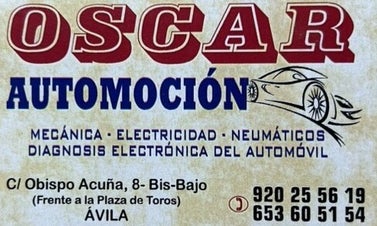 OSCAR
AUTOMOCIÓN
MECÁNICA · ELECTRICIDAD · NEUMÁTICOS
DIAGNOSIS ELECTRÓNICA DEL AUTOMÓVIL
C/ Obispo Acuña, 8- Bis-Bajo
(Frente a la Plaza de Toros)
ÁVILA
920 25 56 19
653 60 51 54